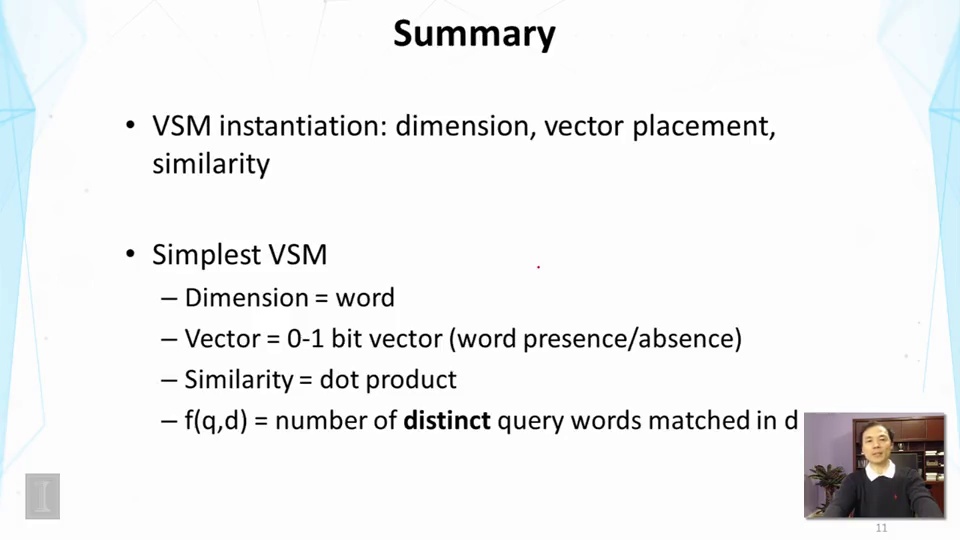 Summary
• VSM instantiation: dimension, vector placement,
similarity
• Simplest VSM
– Dimension = word
– Vector = 0-1 bit vector (word presence/absence)
– Similarity = dot product
– f(q,d) = number of distinct query words matched in d
I
11